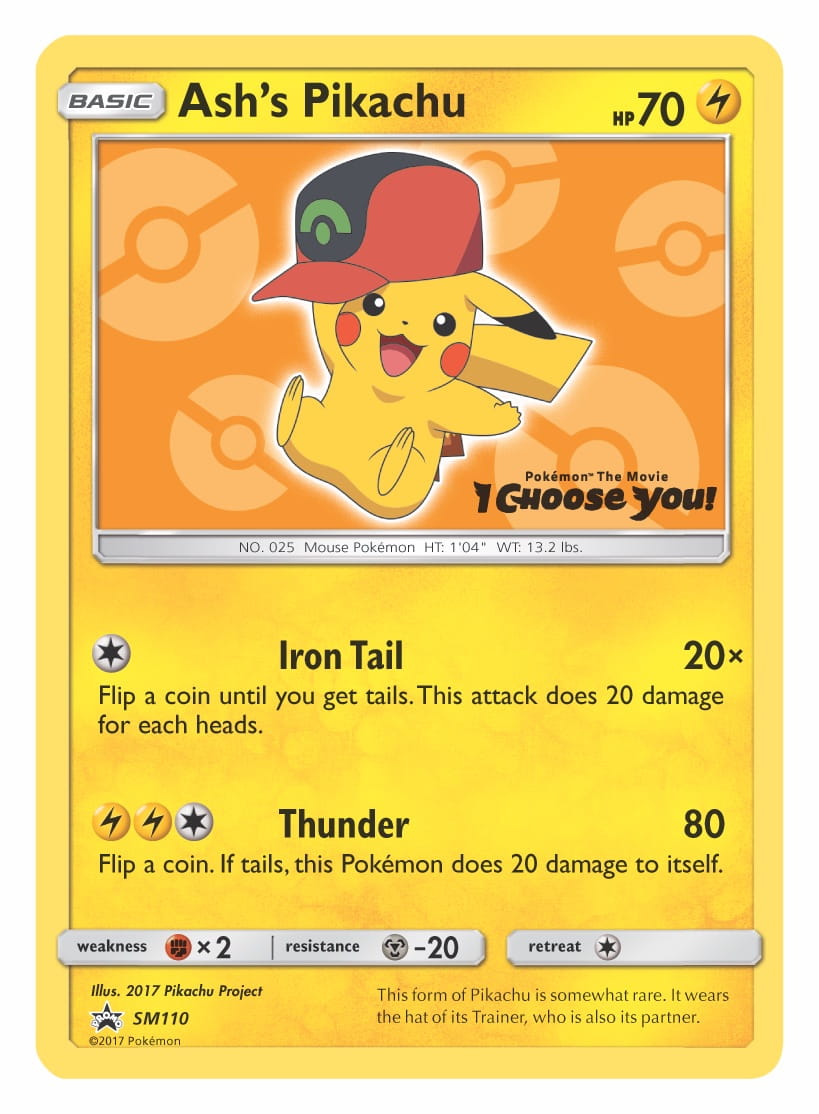 BASIC Ash's Pikachu HP 70
Pokémon™ The Movie
I Choose You!
NO. 025 Mouse Pokémon HT: 1'04" WT: 13.2 lbs.
Iron Tail 20×
Flip a coin until you get tails. This attack does 20 damage
for each heads.
Thunder 80
Flip a coin. If tails, this Pokémon does 20 damage to itself.
weakness ×2 resistance -20 retreat
Illus. 2017 Pikachu Project
PROMO SM110
©2017 Pokémon
This form of Pikachu is somewhat rare. It wears
the hat of its Trainer, who is also its partner.